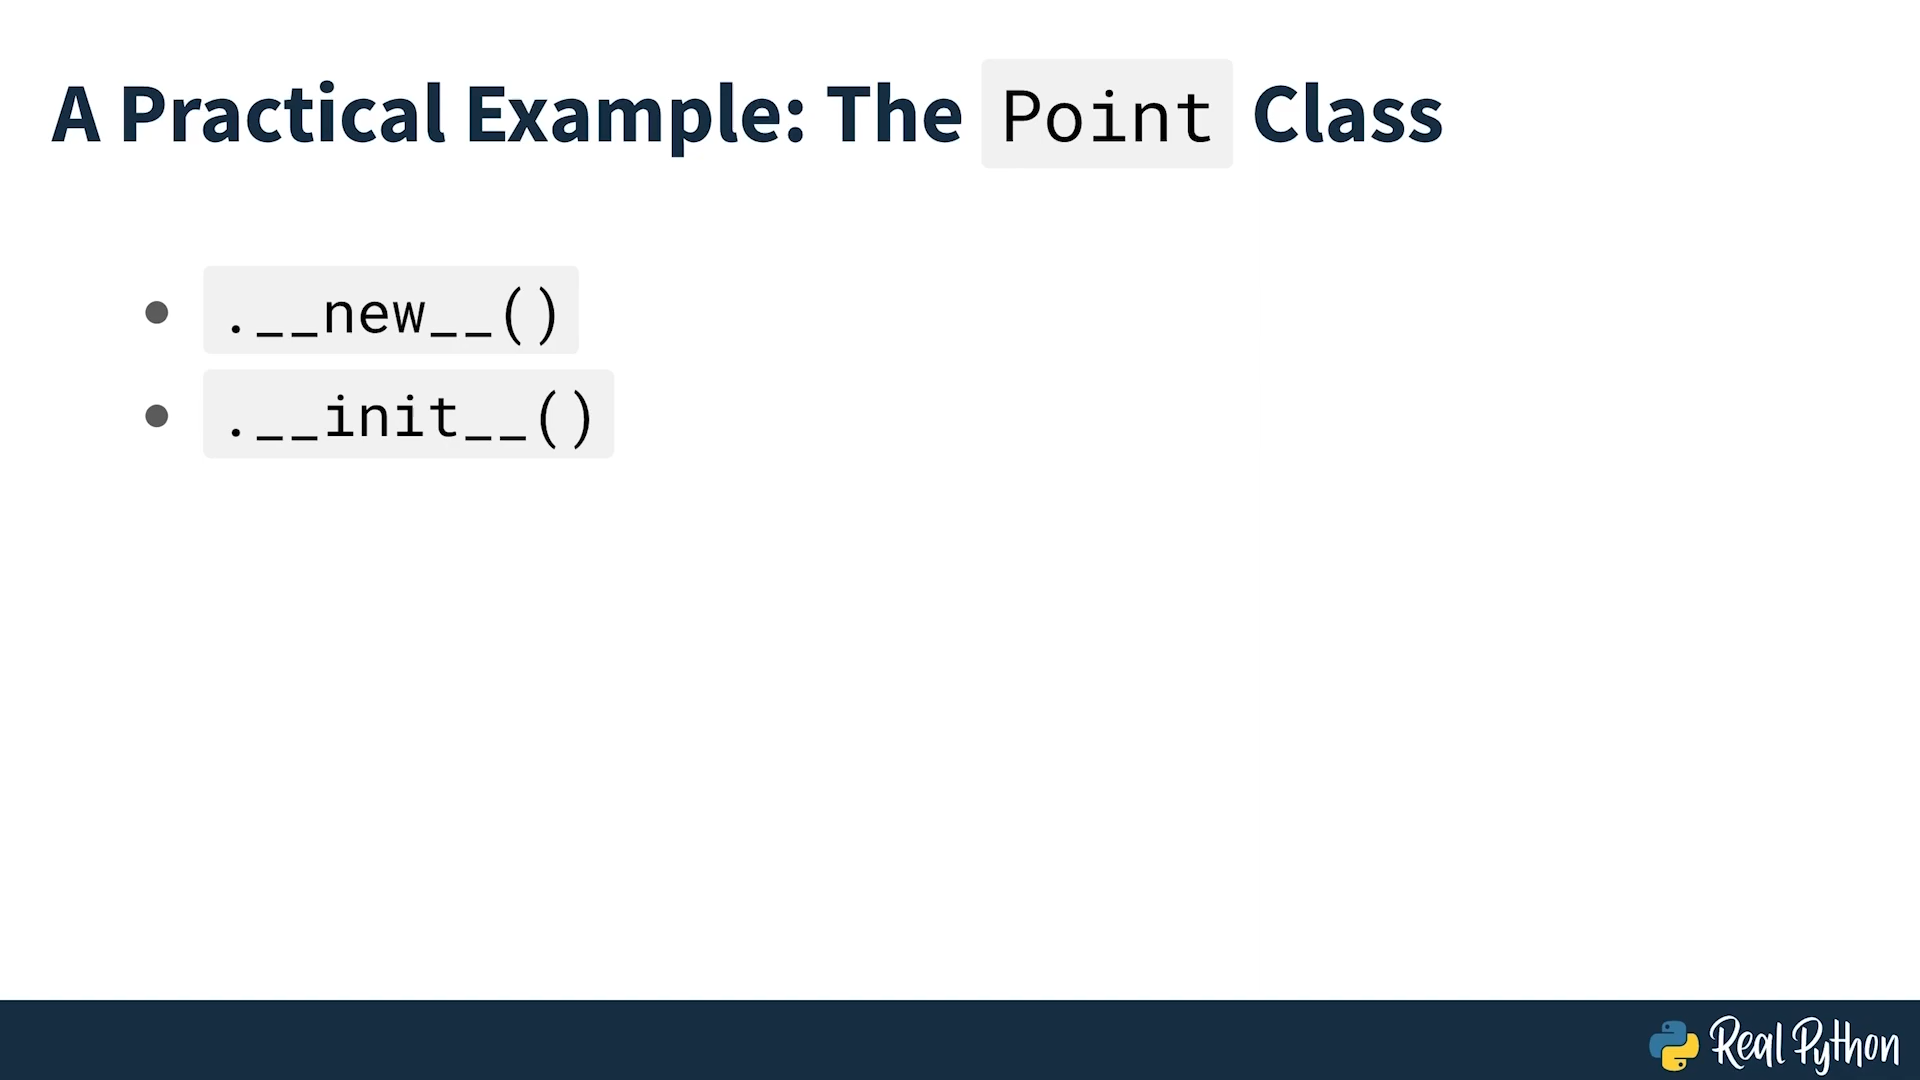 A Practical Example: The Point Class
.__new__()
.__init__()
Real Python